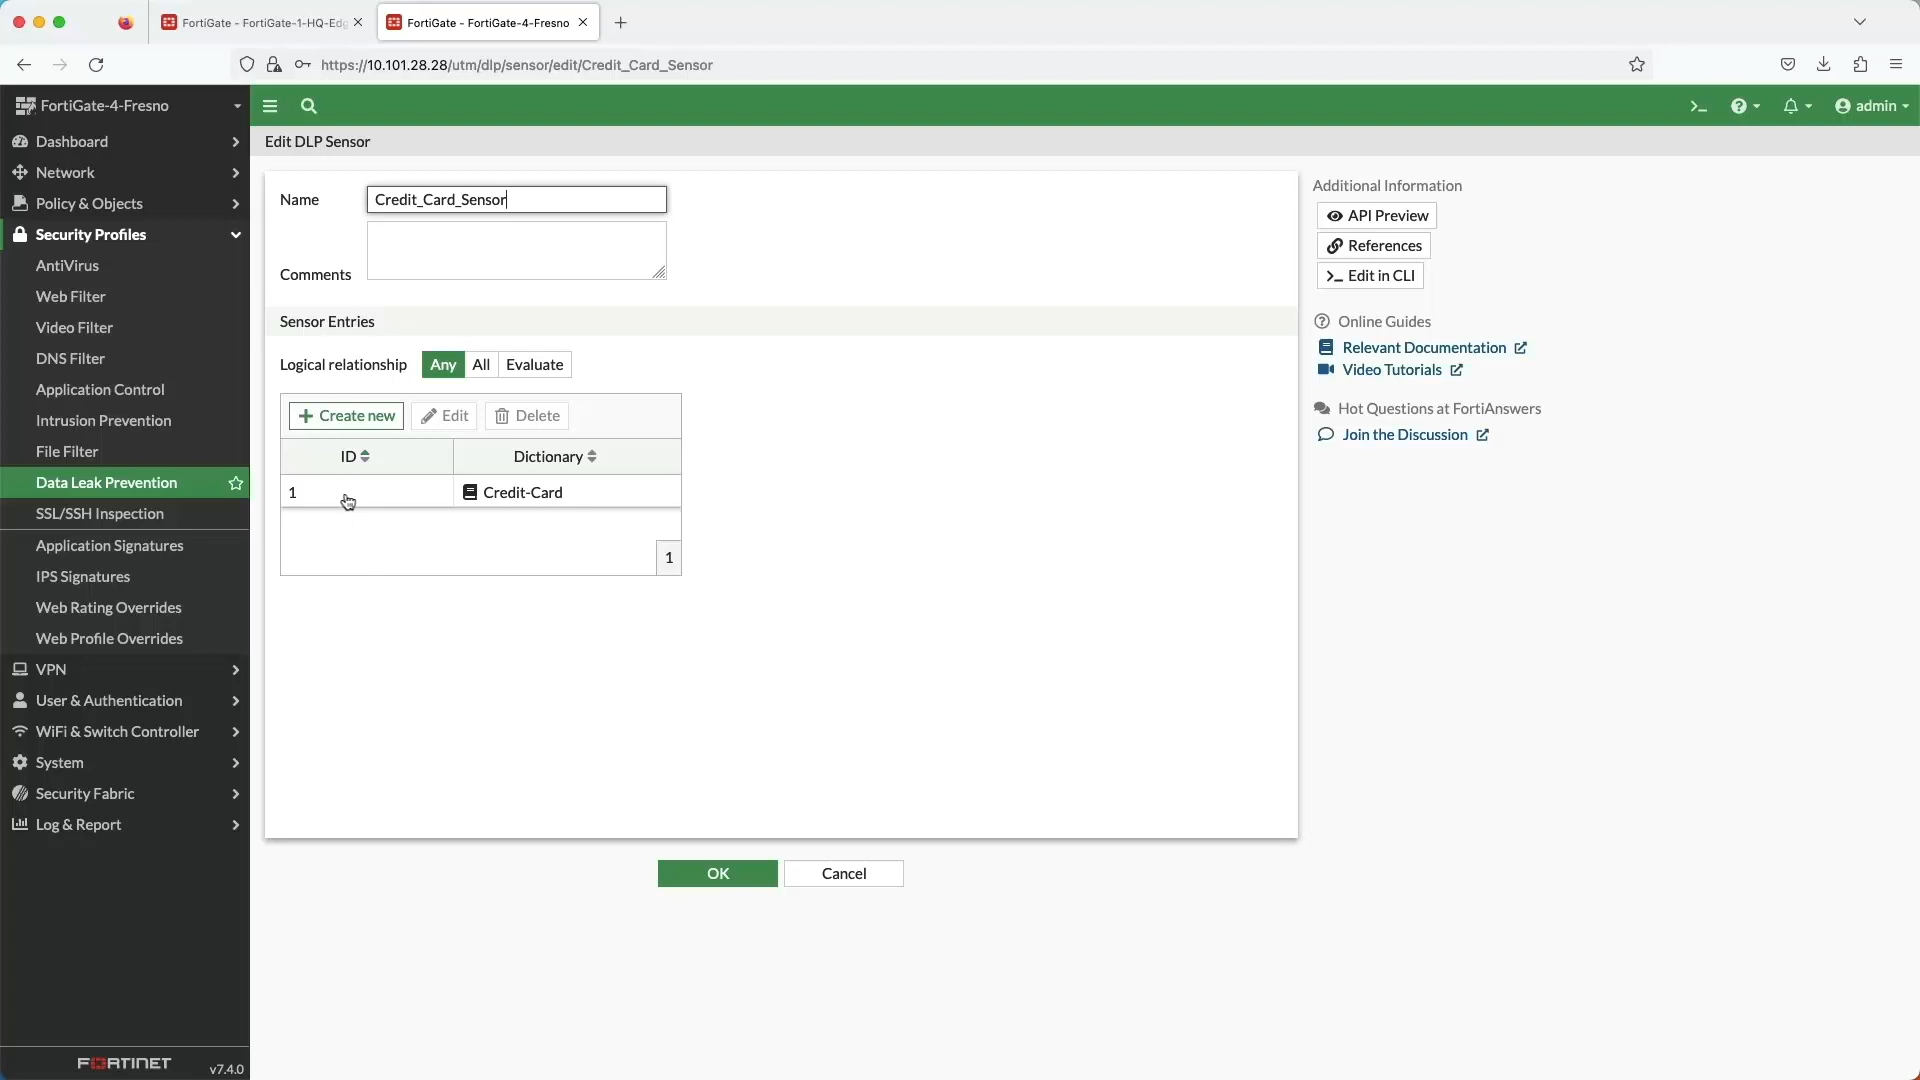 FortiGate - FortiGate-1-HQ-Edg
FortiGate - FortiGate-4-Fresno
https://10.101.28.28/utm/dlp/sensor/edit/Credit_Card_Sensor
FortiGate-4-Fresno
admin
Dashboard
Network
Policy & Objects
Security Profiles
AntiVirus
Web Filter
Video Filter
DNS Filter
Application Control
Intrusion Prevention
File Filter
Data Leak Prevention
SSL/SSH Inspection
Application Signatures
IPS Signatures
Web Rating Overrides
Web Profile Overrides
VPN
User & Authentication
WiFi & Switch Controller
System
Security Fabric
Log & Report
FORTINET v7.4.0
Edit DLP Sensor
Name Credit_Card_Sensor
Comments
Sensor Entries
Logical relationship Any All Evaluate
Create new Edit Delete
ID Dictionary
1 Credit-Card
1
OK Cancel
Additional Information
API Preview
References
Edit in CLI
Online Guides
Relevant Documentation
Video Tutorials
Hot Questions at FortiAnswers
Join the Discussion